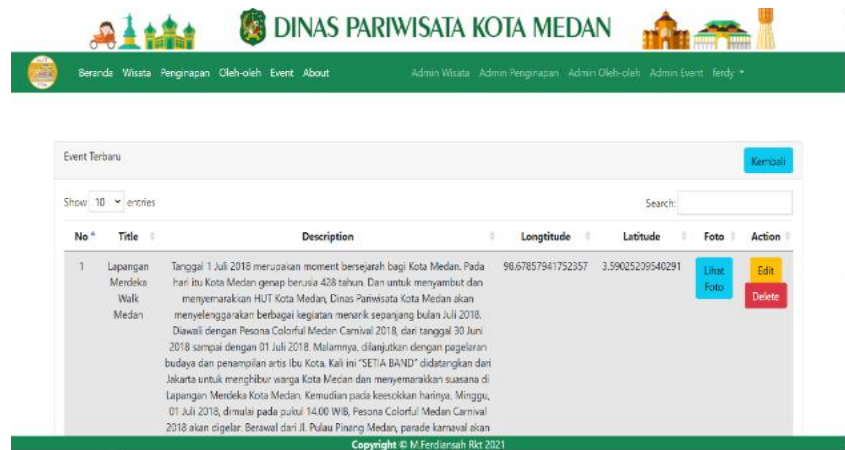 DINAS PARIWISATA KOTA MEDAN
Beranda Wisata Penginapan Oleh-oleh Event About Admin Wisata Admin Penginapan Admin Oleh-oleh Admin Event ferdy
Event Terbaru Kembali
Show 10 entries Search:
No Title Description Longtitude Latitude Foto Action
1 Lapangan Merdeka Walk Medan
Tanggal 1 Juli 2018 merupakan moment bersejarah bagi Kota Medan. Pada
hari itu Kota Medan genap berusia 428 tahun. Dan untuk menyambut dan
menyemarakkan HUT Kota Medan, Dinas Pariwisata Kota Medan akan
menyelenggarakan berbagai kegiatan menarik sepanjang bulan Juli 2018.
Diawali dengan Pesona Colorful Medan Carnival 2018, dari tanggal 30 Juni
2018 sampai dengan 01 Juli 2018. Malamnya, dilanjutkan dengan pagelaran
budaya dan penampilan artis Ibu Kota, Kali ini "SETIA BAND" didatangkan dari
Jakarta untuk menghibur warga Kota Medan dan menyemarakkan suasana di
Lapangan Merdeka Kota Medan. Kemudian pada keesokkan harinya, Minggu,
01 Juli 2018, dimulai pada pukul 14.00 WIB, Pesona Colorful Medan Carnival
2018 akan digelar. Berawal dari Jl. Pulau Pinang Medan, parade karnaval akan
98.67857941752357 3.59025209540291
Lihat Foto
Edit
Delete
Copyright © M.Ferdiansah Rkt 2021